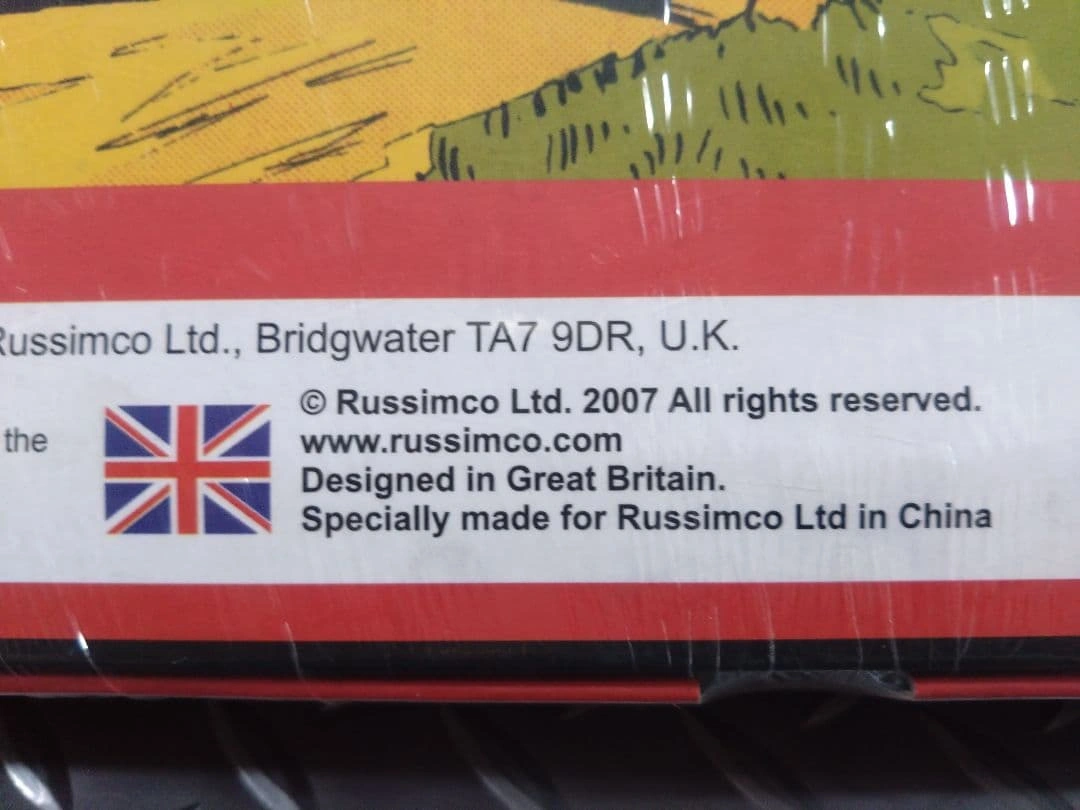 Russimco Ltd., Bridgwater TA7 9DR, U.K.
the
© Russimco Ltd. 2007 All rights reserved.
www.russimco.com
Designed in Great Britain.
Specially made for Russimco Ltd in China